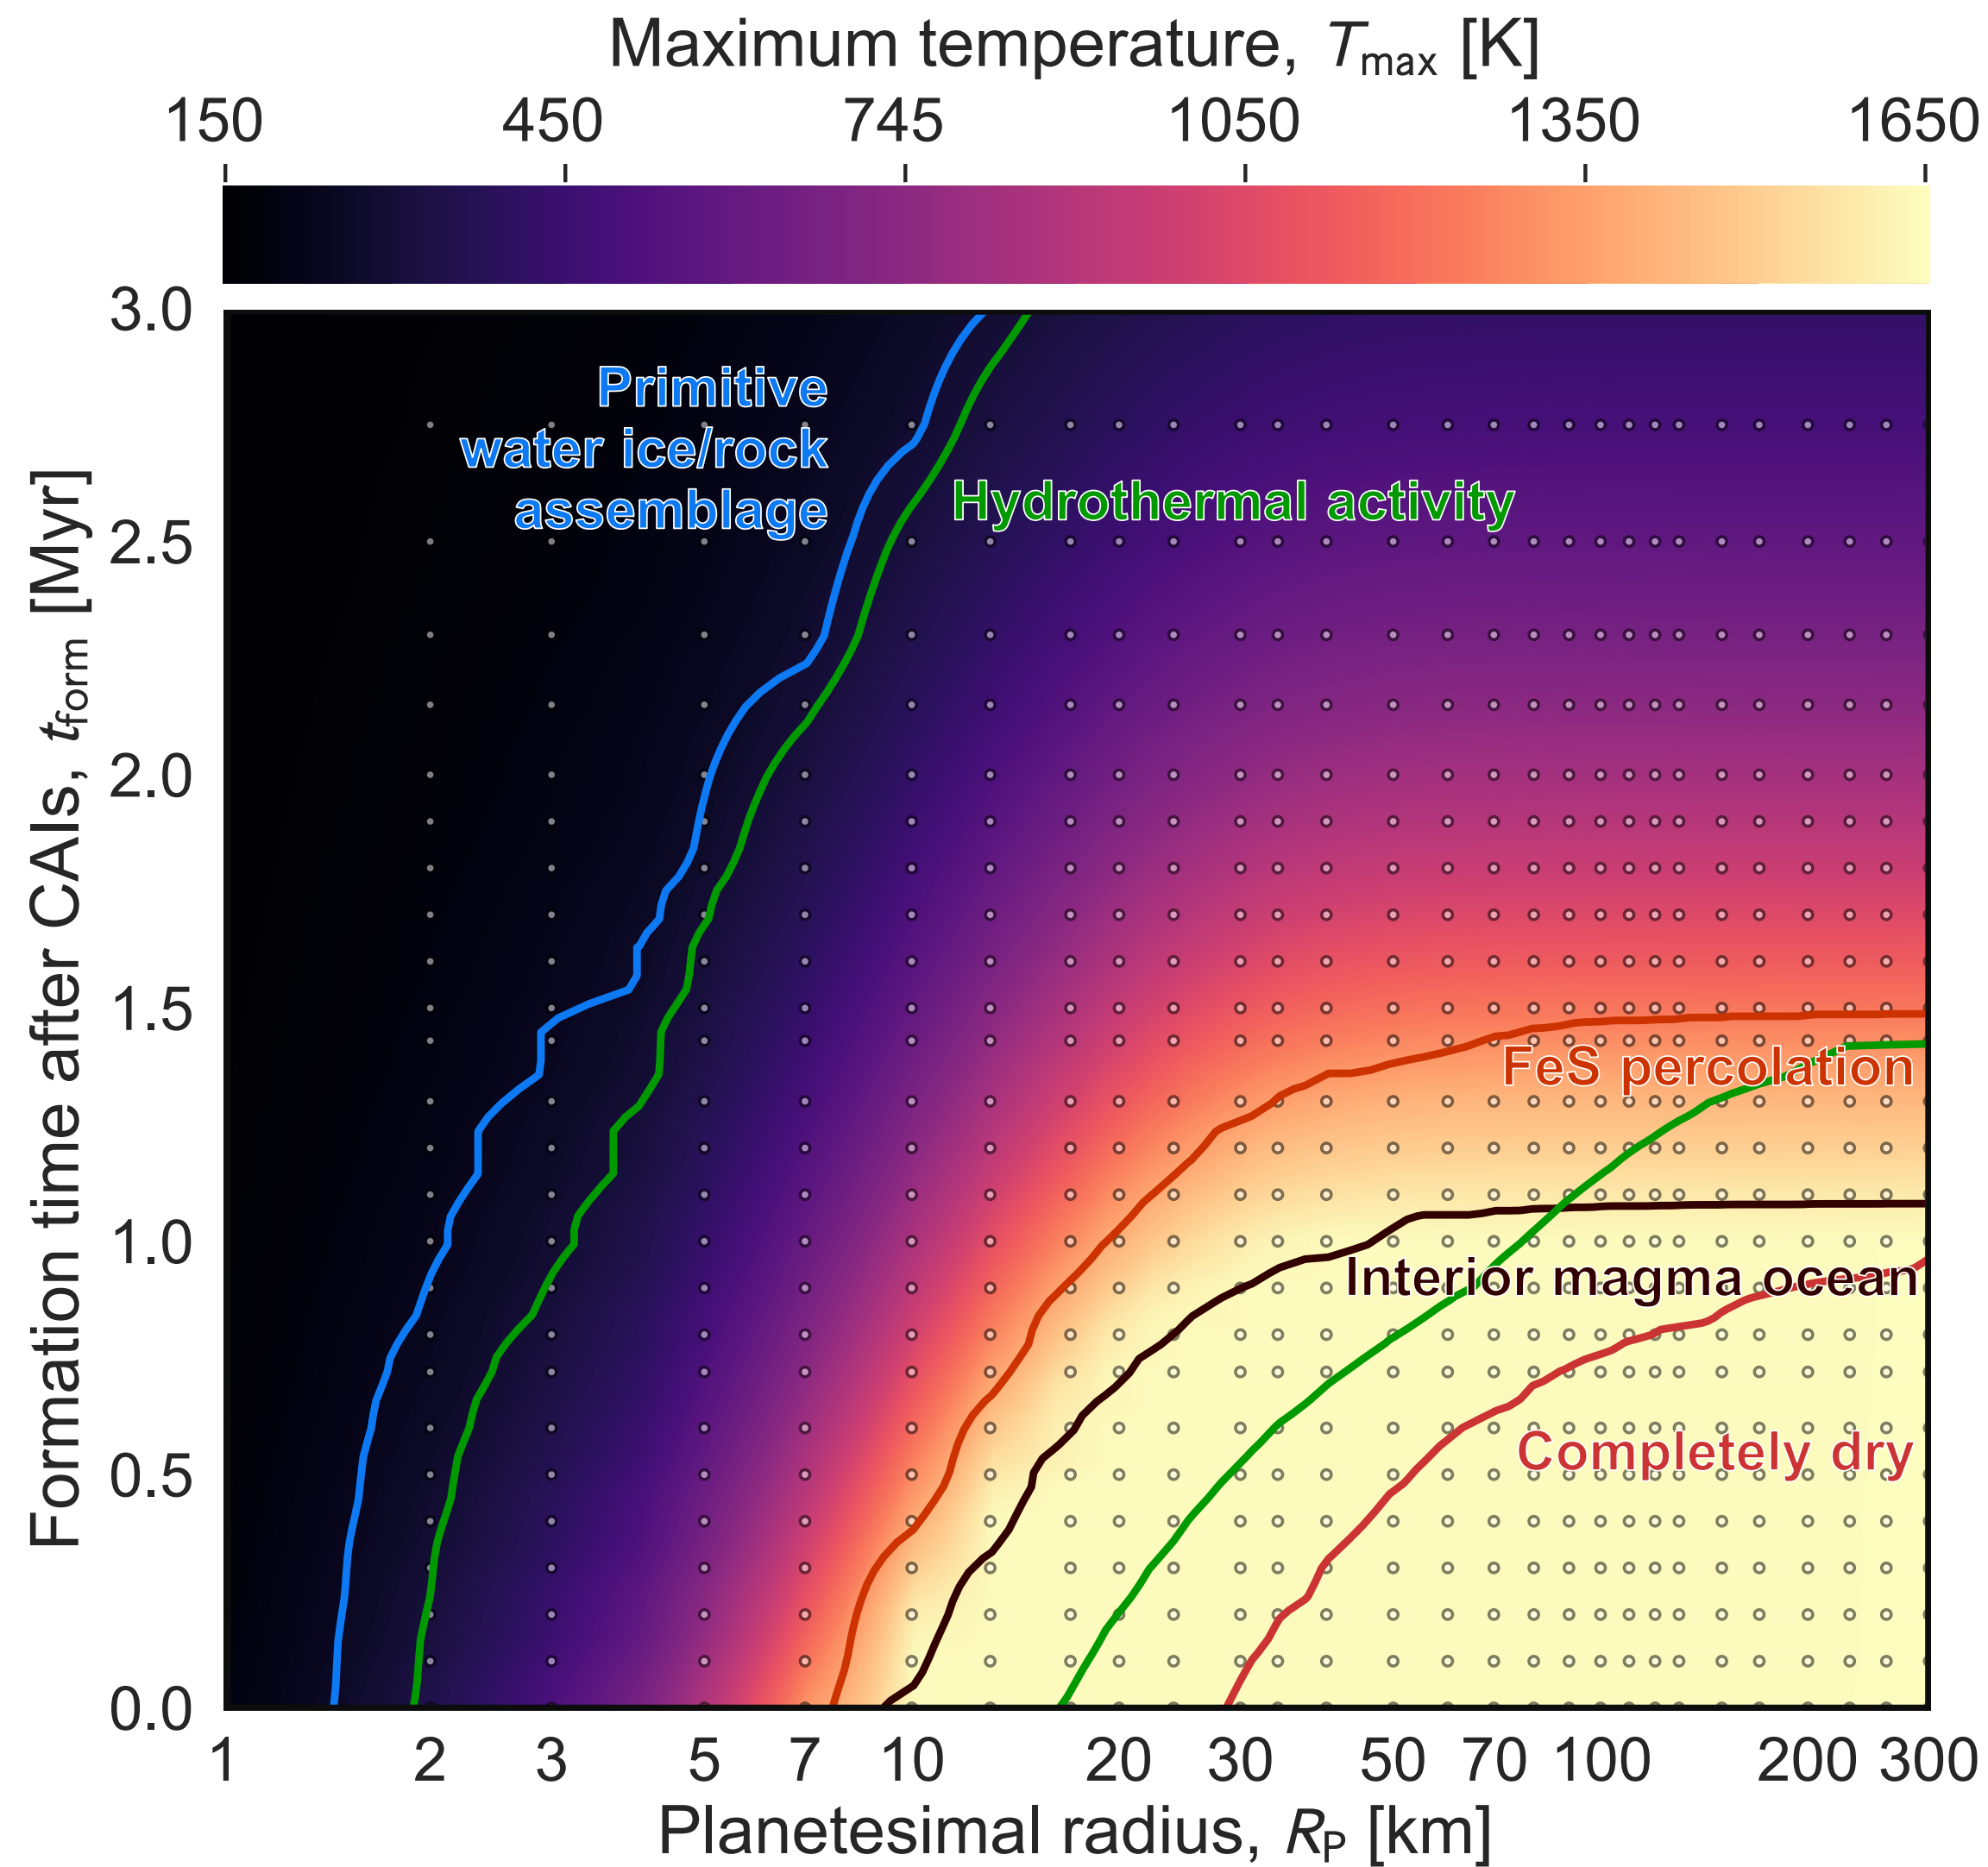 Maximum temperature, Tmax [K]
150 450 745 1050 1350 1650
3.0
2.5
2.0
1.5
1.0
0.5
0.0
Formation time after CAIs, tform [Myr]
Primitive
water ice/rock
assemblage
Hydrothermal activity
FeS percolation
Interior magma ocean
Completely dry
1 2 3 5 7 10 20 30 50 70 100 200 300
Planetesimal radius, RP [km]